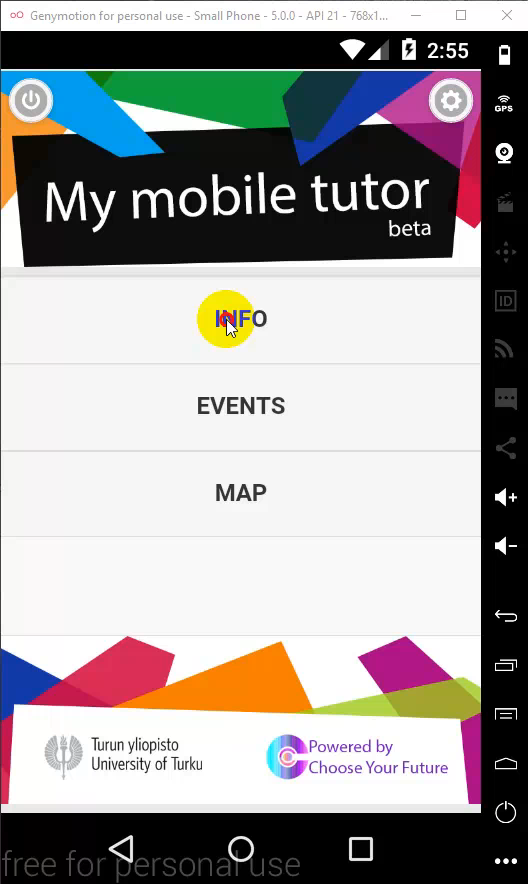 Genymotion for personal use - Small Phone - 5.0.0 - API 21 - 768x1...
2:55
GPS
My mobile tutor
beta
INFO
EVENTS
ID
MAP
Turun yliopisto
University of Turku
Powered by
Choose Your Future
free for personal use